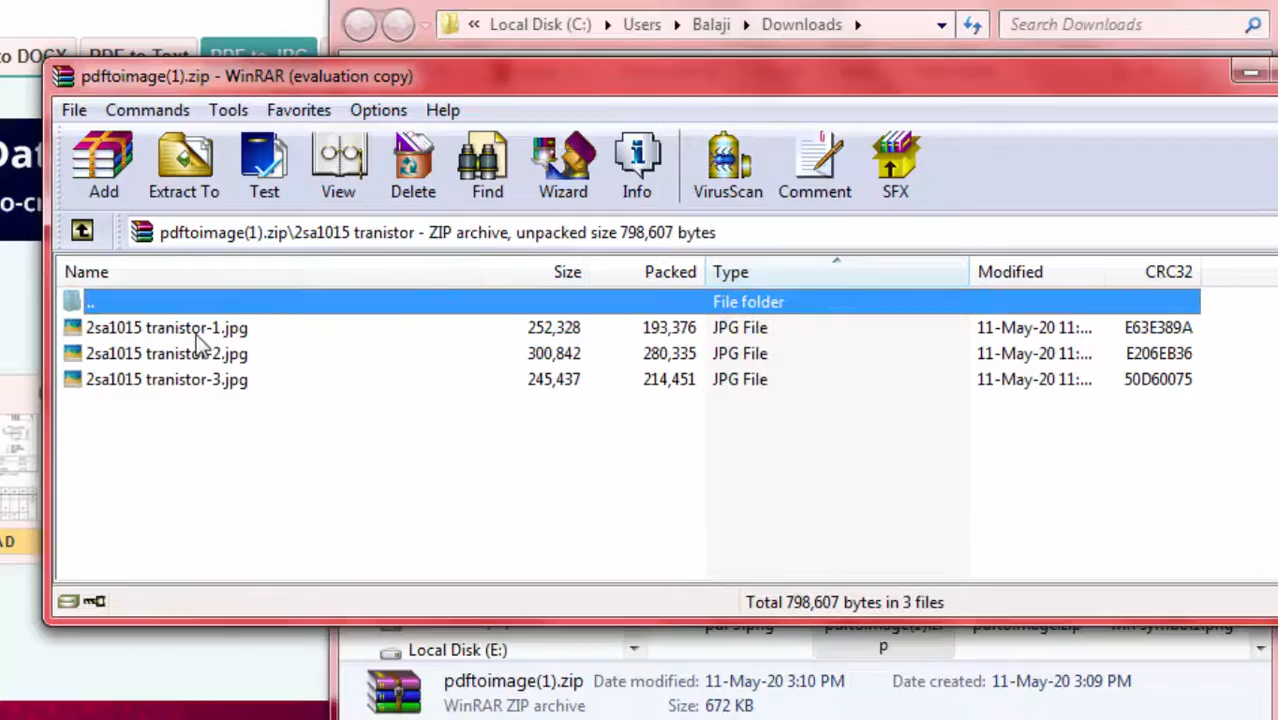 « Local Disk (C:) Users Balaji Downloads Search Downloads
to DOCX PDF to Text PDF to JPG
pdftoimage(1).zip - WinRAR (evaluation copy)
File Commands Tools Favorites Options Help
Add Extract To Test View Delete Find Wizard Info VirusScan Comment SFX
pdftoimage(1).zip\2sa1015 tranistor - ZIP archive, unpacked size 798,607 bytes
Name Size Packed Type Modified CRC32
.. File folder
2sa1015 tranistor-1.jpg 252,328 193,376 JPG File 11-May-20 11:... E63E389A
2sa1015 tranistor-2.jpg 300,842 280,335 JPG File 11-May-20 11:... E206EB36
2sa1015 tranistor-3.jpg 245,437 214,451 JPG File 11-May-20 11:... 50D60075
Total 798,607 bytes in 3 files
Local Disk (E:) p
pdftoimage(1).zip Date modified: 11-May-20 3:10 PM Date created: 11-May-20 3:09 PM
WinRAR ZIP archive Size: 672 KB